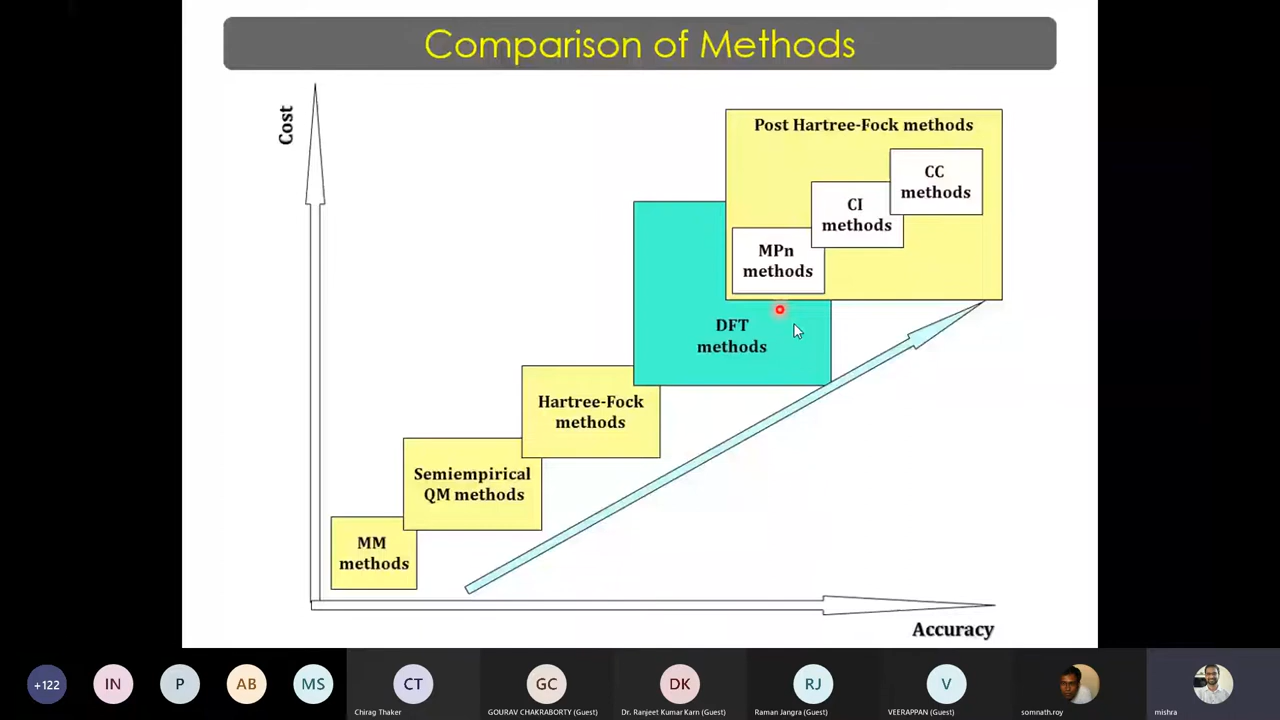 Comparison of Methods
Cost
Post Hartree-Fock methods
CC
methods
CI
methods
MPn
methods
DFT
methods
Hartree-Fock
methods
Semiempirical
QM methods
MM
methods
Accuracy
+122
IN
P
AB
MS
CT
GC
DK
RJ
V
Chirag Thaker
GOURAV CHAKRABORTY (Guest)
Dr. Ranjeet Kumar Karn (Guest)
Raman Jangra (Guest)
VEERAPPAN (Guest)
somnath.roy
mishra